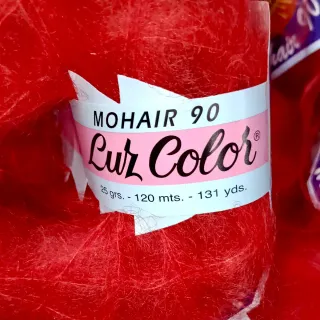 MOHAIR 90
Luz Color®
25 grs. - 120 mts. - 131 yds.